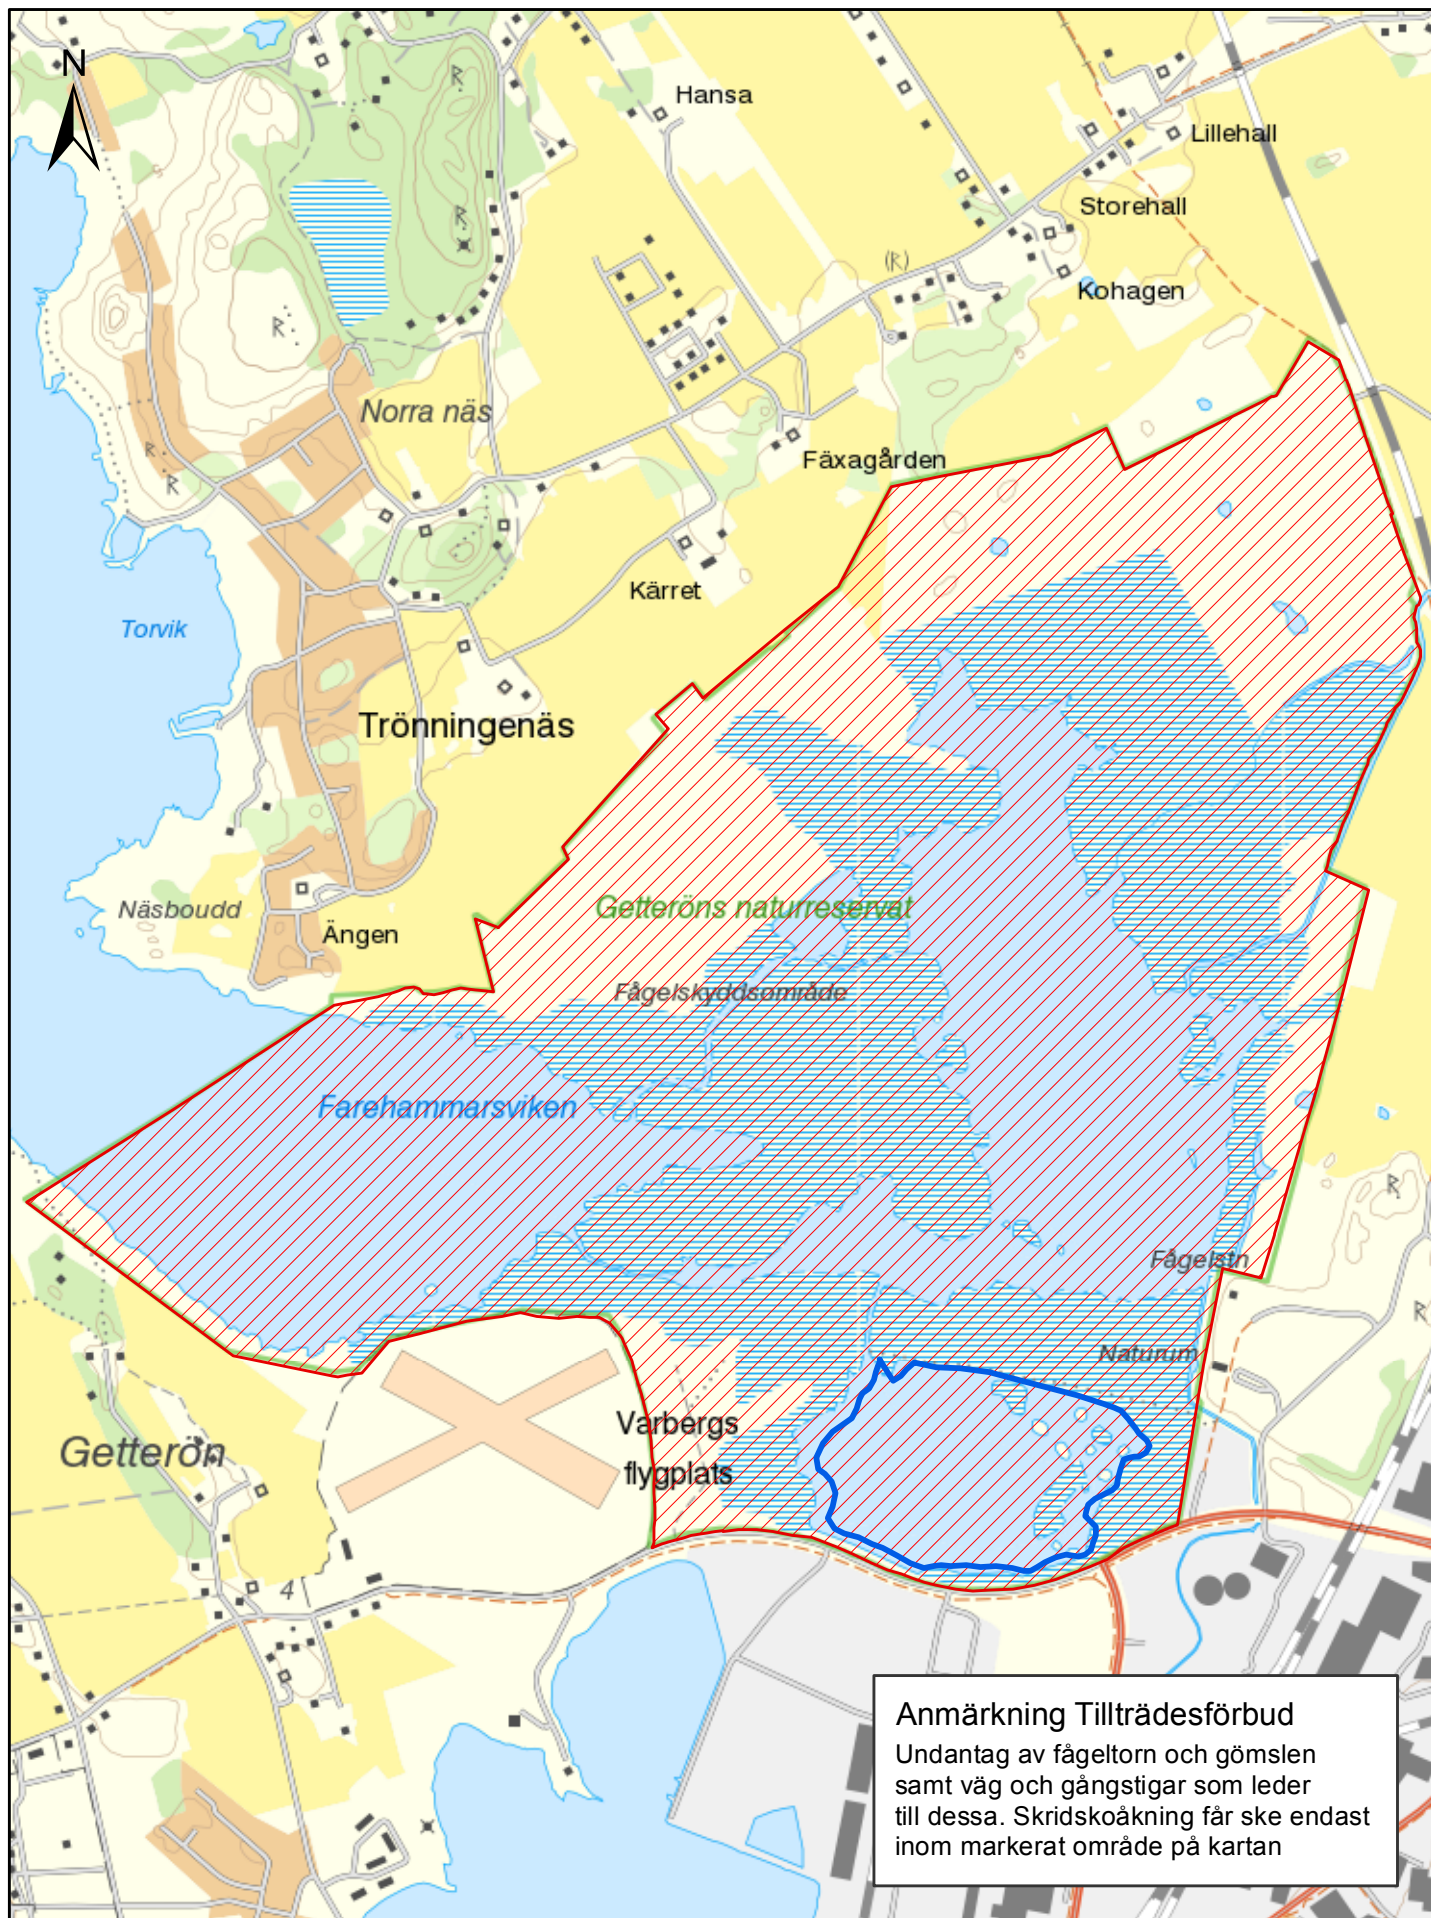 N
Hansa
Lillehall
Storehall
(R)
Kohagen
Norra näs
Fäxagården
Kärret
Torvik
Trönningenäs
Näsboudd
Ängen
Getteröns naturreservat
Fågelskyddsområde
Farehammarsviken
Fågelstn
Naturum
Varbergs
flygplats
Getterön
4
Anmärkning Tillträdesförbud
Undantag av fågeltorn och gömslen
samt väg och gångstigar som leder
till dessa. Skridskoåkning får ske endast
inom markerat område på kartan